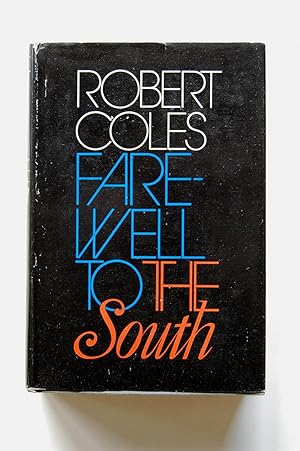 ROBERT
COLES
FARE-
WELL
TO THE
South